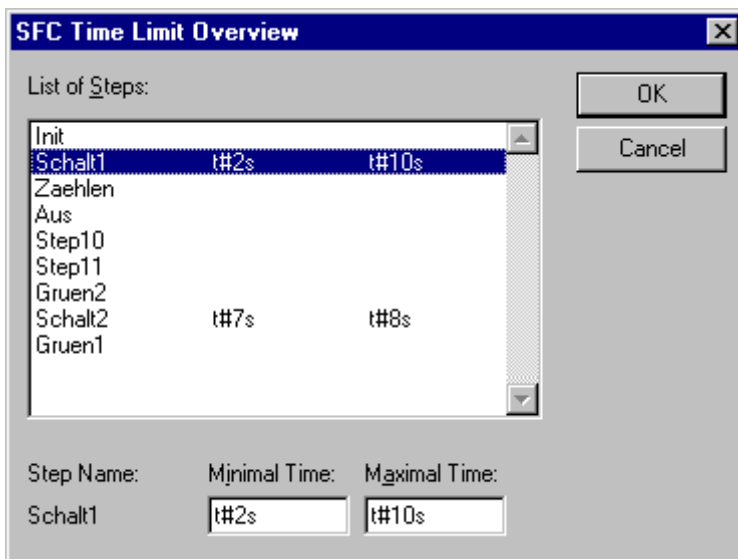 SFC Time Limit Overview
List of Steps:
OK
Cancel
Init
Schalt1 t#2s t#10s
Zaehlen
Aus
Step10
Step11
Gruen2
Schalt2 t#7s t#8s
Gruen1
Step Name: Minimal Time: Maximal Time:
Schalt1 t#2s t#10s